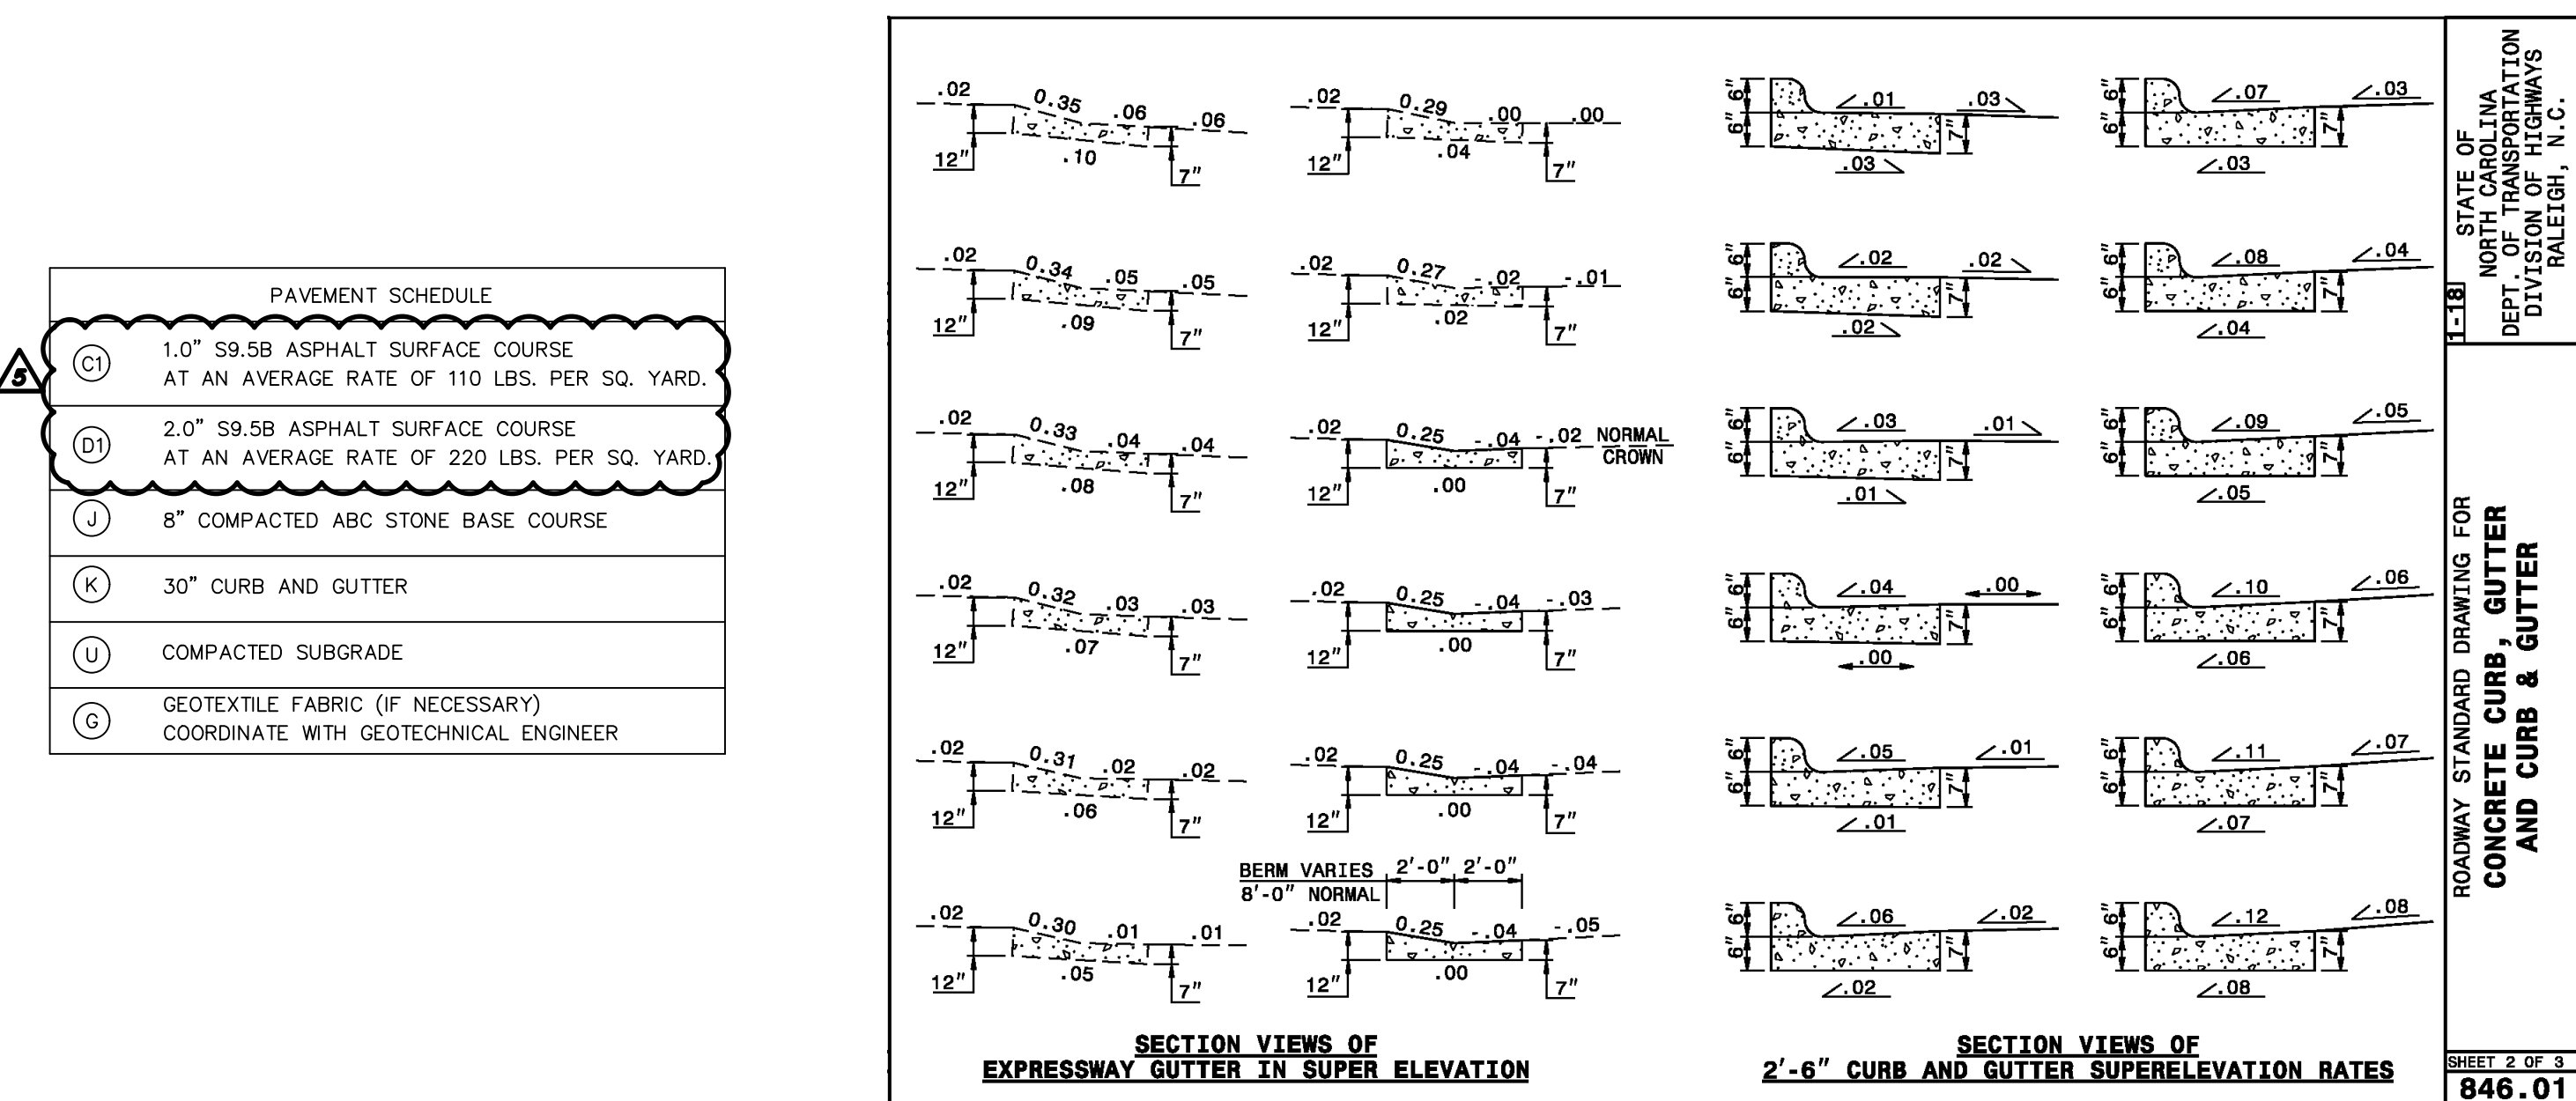 PAVEMENT SCHEDULE
5
C1
1.0” S9.5B ASPHALT SURFACE COURSE
AT AN AVERAGE RATE OF 110 LBS. PER SQ. YARD.
D1
2.0” S9.5B ASPHALT SURFACE COURSE
AT AN AVERAGE RATE OF 220 LBS. PER SQ. YARD.
J
8” COMPACTED ABC STONE BASE COURSE
K
30” CURB AND GUTTER
U
COMPACTED SUBGRADE
G
GEOTEXTILE FABRIC (IF NECESSARY)
COORDINATE WITH GEOTECHNICAL ENGINEER
.02 0.35 .06 .06
12" .10 7"
.02 0.34 .05 .05
12" .09 7"
.02 0.33 .04 .04
12" .08 7"
.02 0.32 .03 .03
12" .07 7"
.02 0.31 .02 .02
12" .06 7"
.02 0.30 .01 .01
12" .05 7"
.02 0.29 .00 .00
12" .04 7"
.02 0.27 -.02 -.01
12" .02 7"
.02 0.25 -.04 -.02 NORMAL
CROWN
12" .00 7"
.02 0.25 -.04 -.03
12" .00 7"
.02 0.25 -.04 -.04
12" .00 7"
BERM VARIES 2'-0" 2'-0"
8'-0" NORMAL
.02 0.25 -.04 -.05
12" .00 7"
SECTION VIEWS OF
EXPRESSWAY GUTTER IN SUPER ELEVATION
6" .01 .03
6" 7"
.03
6" .02 .02
6" 7"
.02
6" .03 .01
6" 7"
.01
6" .04 .00
6" 7"
.00
6" .05 .01
6" 7"
.01
6" .06 .02
6" 7"
.02
6" .07 .03
6" 7"
.03
6" .08 .04
6" 7"
.04
6" .09 .05
6" 7"
.05
6" .10 .06
6" 7"
.06
6" .11 .07
6" 7"
.07
6" .12 .08
6" 7"
.08
SECTION VIEWS OF
2'-6" CURB AND GUTTER SUPERELEVATION RATES
1-18
STATE OF
NORTH CAROLINA
DEPT. OF TRANSPORTATION
DIVISION OF HIGHWAYS
RALEIGH, N.C.
ROADWAY STANDARD DRAWING FOR
CONCRETE CURB, GUTTER
AND CURB & GUTTER
SHEET 2 OF 3
846.01